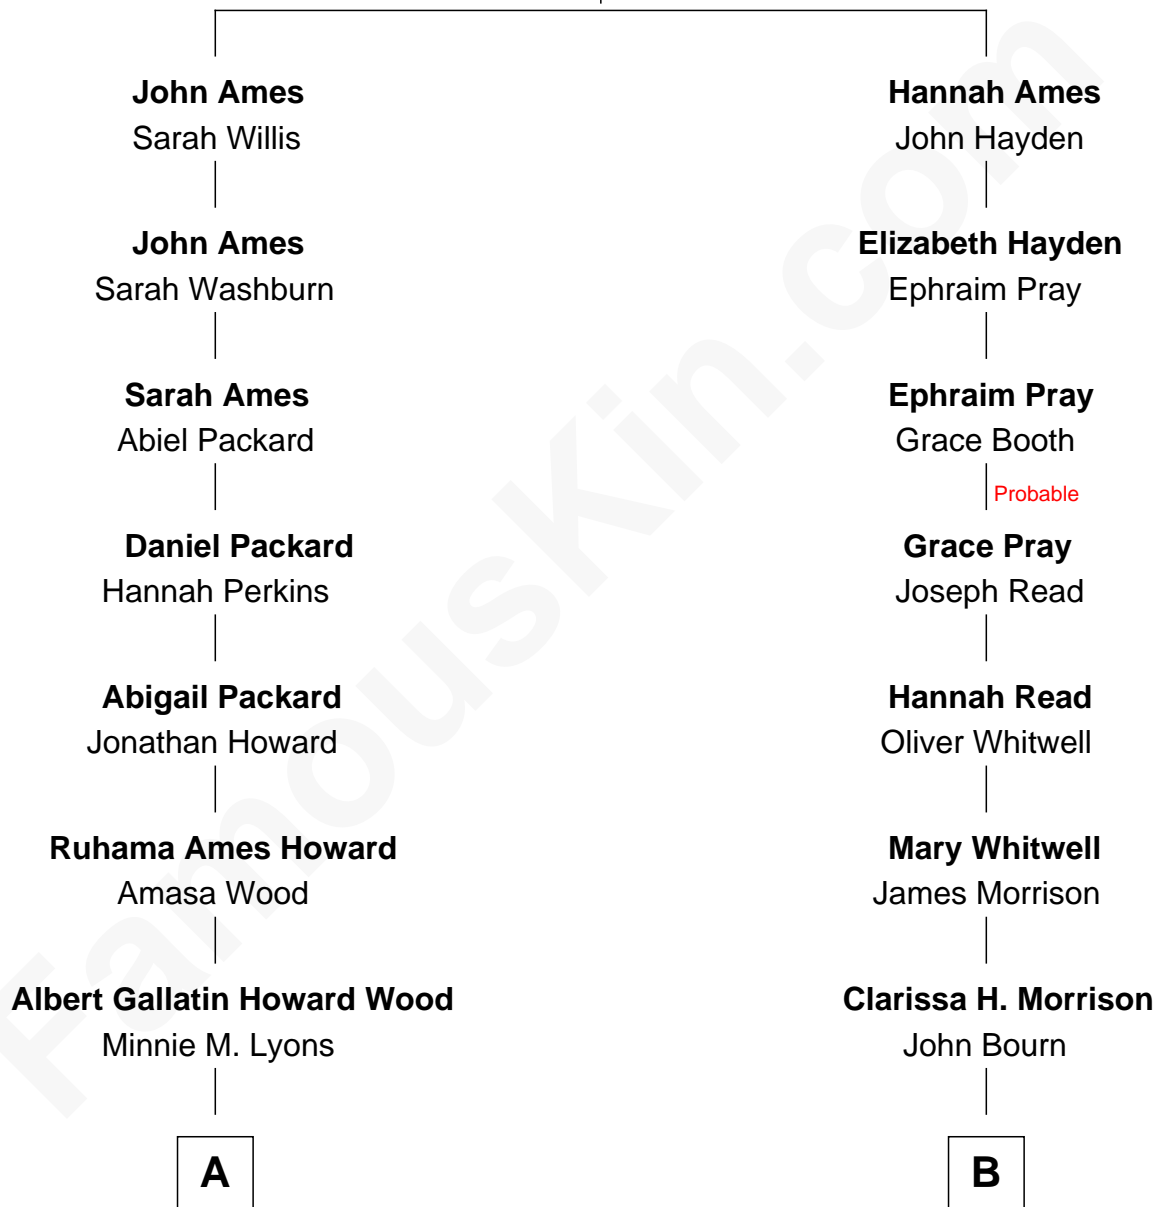 John Ames
Sarah Willis
John Ames
Sarah Washburn
Sarah Ames
Abiel Packard
Daniel Packard
Hannah Perkins
Abigail Packard
Jonathan Howard
Ruhama Ames Howard
Amasa Wood
Albert Gallatin Howard Wood
Minnie M. Lyons
A
Hannah Ames
John Hayden
Elizabeth Hayden
Ephraim Pray
Ephraim Pray
Grace Booth
Probable
Grace Pray
Joseph Read
Hannah Read
Oliver Whitwell
Mary Whitwell
James Morrison
Clarissa H. Morrison
John Bourn
B
FamousKin.com